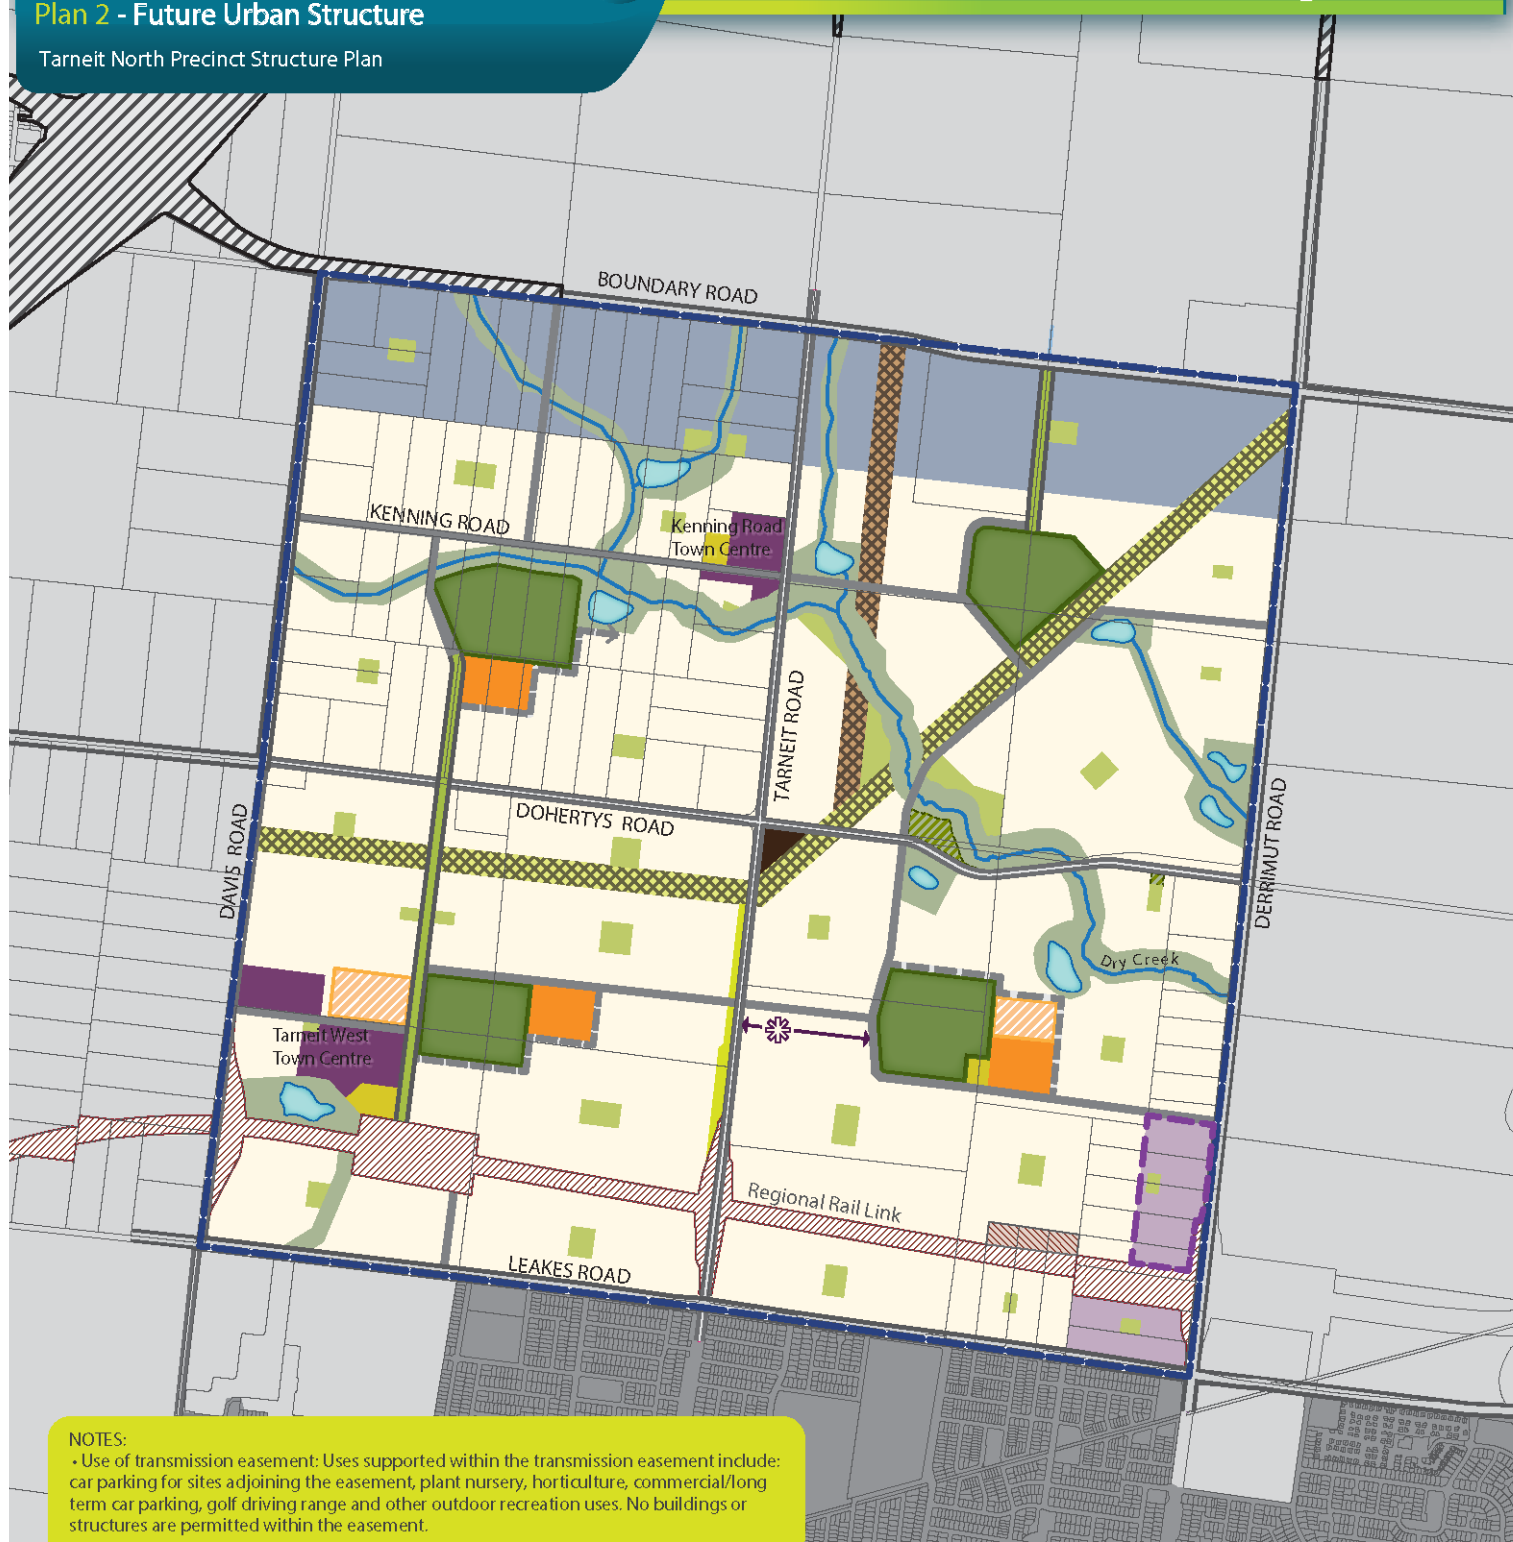 Plan 2 - Future Urban Structure
Tarneit North Precinct Structure Plan
BOUNDARY ROAD
KENNING ROAD
Kenning Road
Town Centre
TARNEIT ROAD
DOHERTYS ROAD
DAVIS ROAD
DERRIMUT ROAD
Dry Creek
Tarneit West
Town Centre
Regional Rail Link
LEAKES ROAD
NOTES:
• Use of transmission easement: Uses supported within the transmission easement include:
car parking for sites adjoining the easement, plant nursery, horticulture, commercial/long
term car parking, golf driving range and other outdoor recreation uses. No buildings or
structures are permitted within the easement.